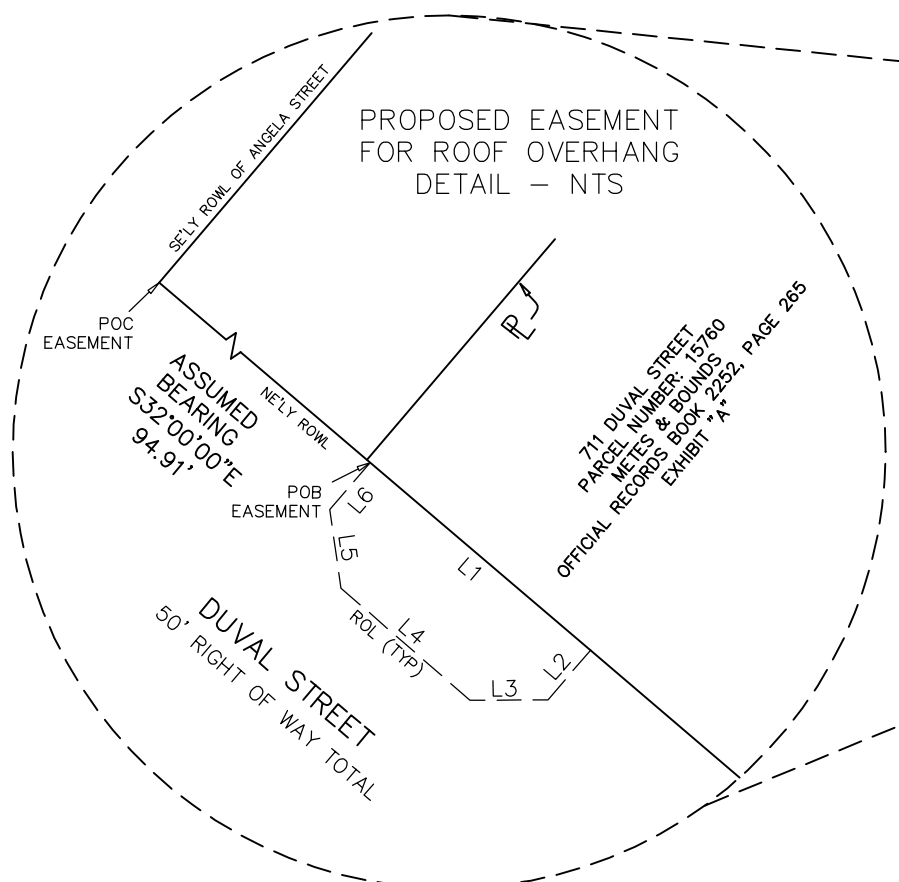 SE'LY ROWL OF ANGELA STREET
PROPOSED EASEMENT
FOR ROOF OVERHANG
DETAIL – NTS
POC
EASEMENT
ASSUMED
BEARING
S32°00'00"E
94.91'
NE'LY ROWL
PL
711 DUVAL STREET
PARCEL NUMBER: 15760
METES & BOUNDS
OFFICIAL RECORDS BOOK 2252, PAGE 265
EXHIBIT "A"
POB
EASEMENT
L6
L5
L1
L4
ROL (TYP)
L2
L3
DUVAL STREET
50' RIGHT OF WAY TOTAL